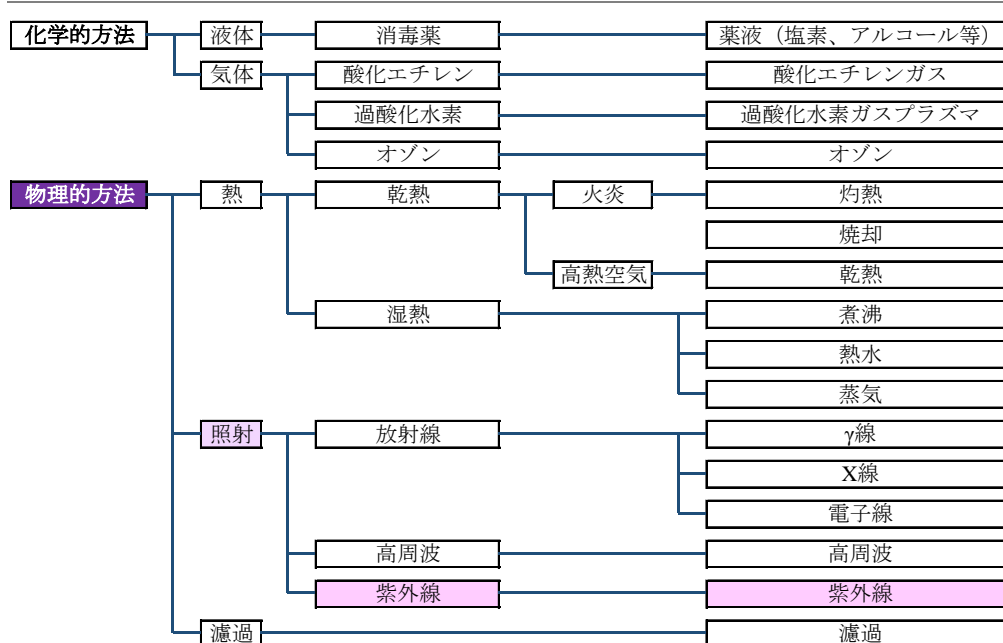 化学的方法 液体 消毒薬 薬液（塩素、アルコール等）
気体 酸化エチレン 酸化エチレンガス
過酸化水素 過酸化水素ガスプラズマ
オゾン オゾン
物理的方法 熱 乾熱 火炎 灼熱
焼却
高熱空気 乾熱
湿熱 煮沸
熱水
蒸気
照射 放射線 γ線
X線
電子線
高周波 高周波
紫外線 紫外線
濾過 濾過